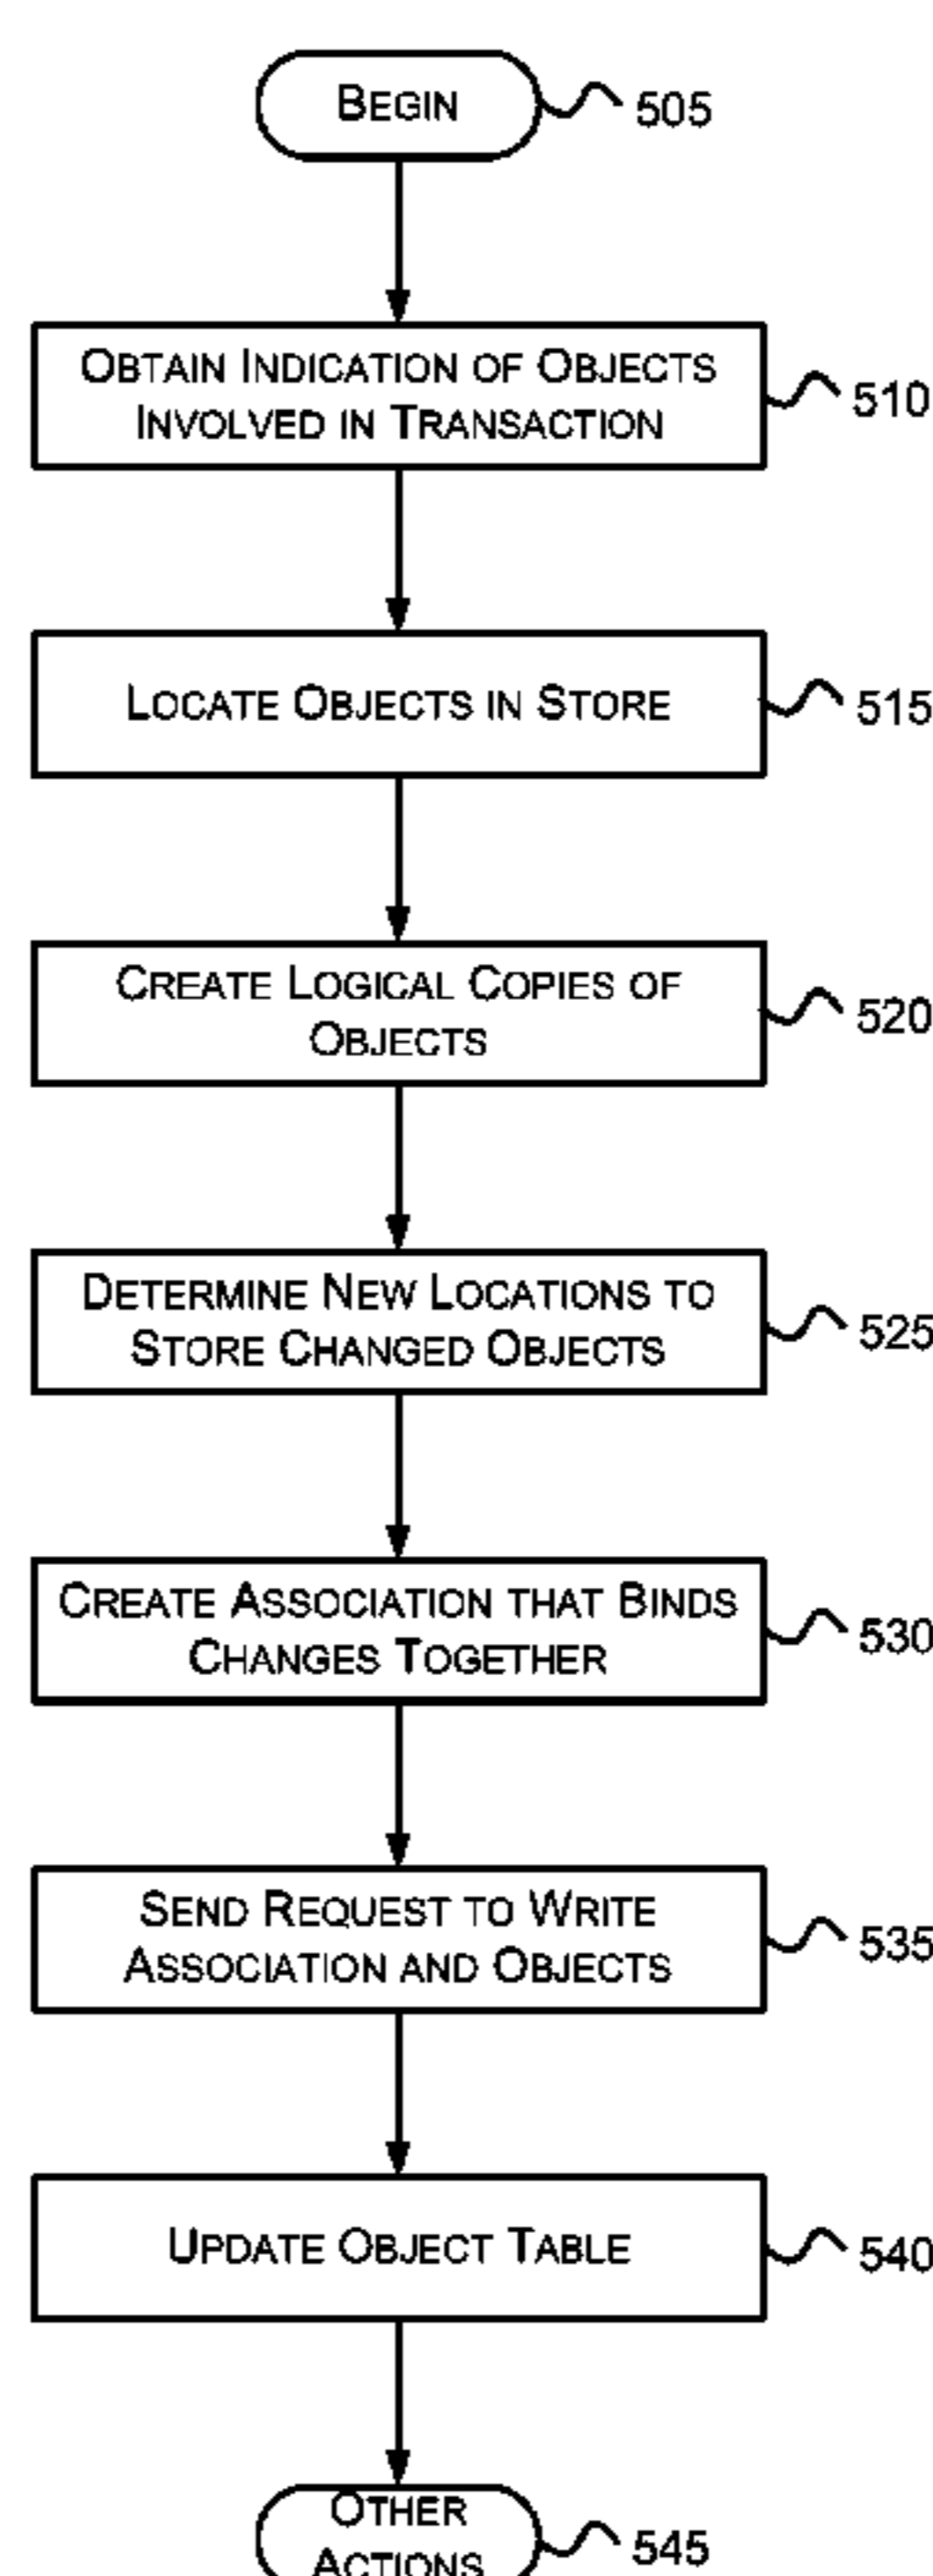 BEGIN
505
OBTAIN INDICATION OF OBJECTS
INVOLVED IN TRANSACTION
510
LOCATE OBJECTS IN STORE
515
CREATE LOGICAL COPIES OF
OBJECTS
520
DETERMINE NEW LOCATIONS TO
STORE CHANGED OBJECTS
525
CREATE ASSOCIATION THAT BINDS
CHANGES TOGETHER
530
SEND REQUEST TO WRITE
ASSOCIATION AND OBJECTS
535
UPDATE OBJECT TABLE
540
OTHER
ACTIONS
545